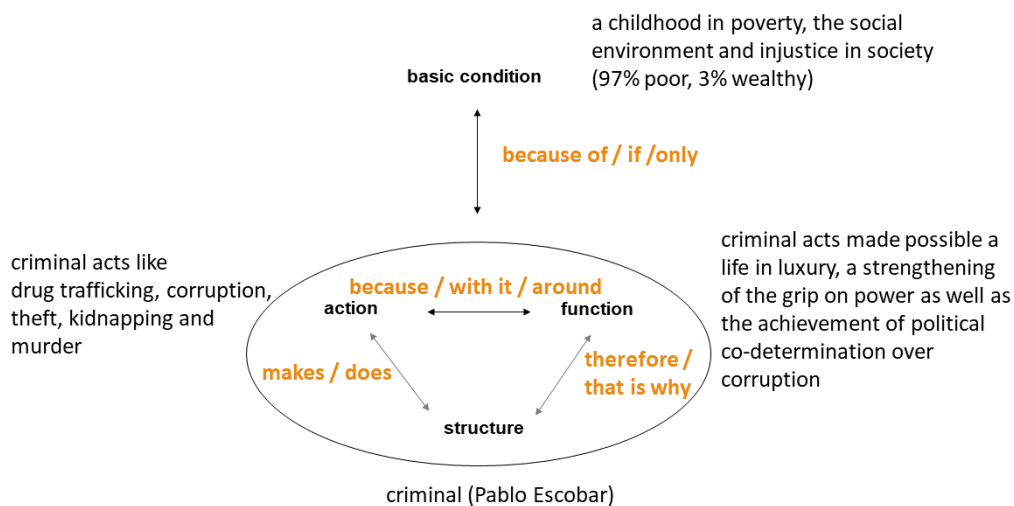 a childhood in poverty, the social
environment and injustice in society
(97% poor, 3% wealthy)
basic condition
because of / if /only
criminal acts like
drug trafficking, corruption,
theft, kidnapping and
murder
because / with it / around
action
function
criminal acts made possible a
life in luxury, a strengthening
of the grip on power as well as
the achievement of political
co-determination over
corruption
makes / does
therefore /
that is why
structure
criminal (Pablo Escobar)